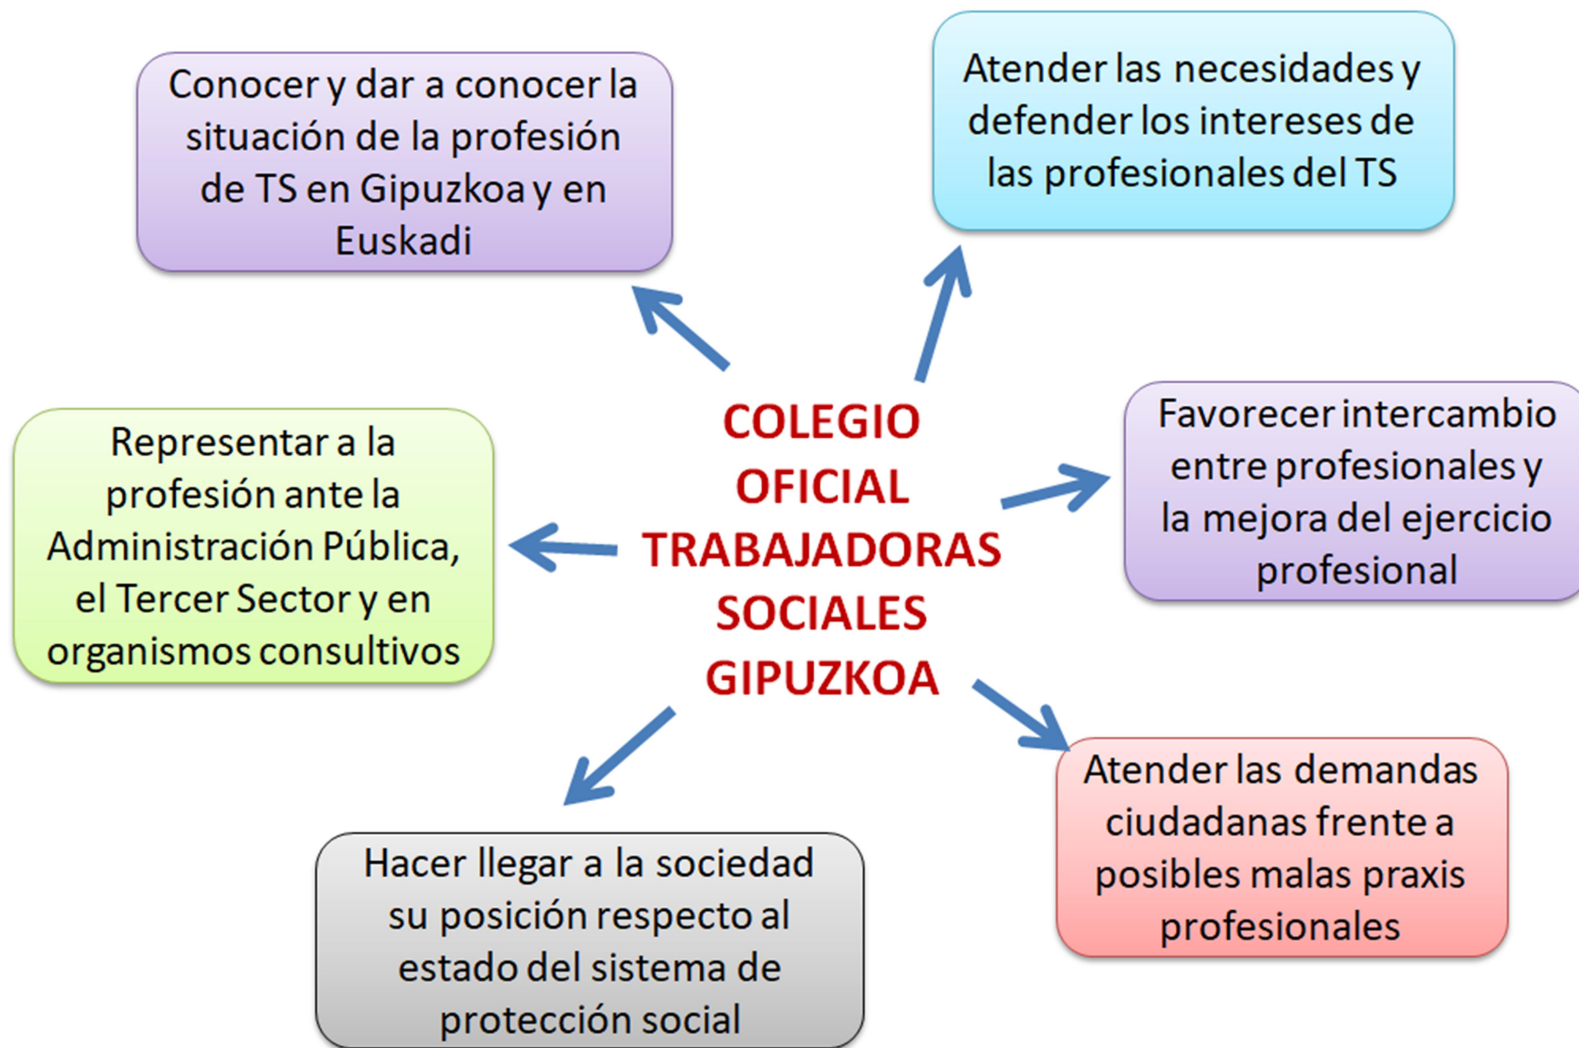 Conocer y dar a conocer la
situación de la profesión
de TS en Gipuzkoa y en
Euskadi
Atender las necesidades y
defender los intereses de
las profesionales del TS
Representar a la
profesión ante la
Administración Pública,
el Tercer Sector y en
organismos consultivos
COLEGIO
OFICIAL
TRABAJADORAS
SOCIALES
GIPUZKOA
Favorecer intercambio
entre profesionales y
la mejora del ejercicio
profesional
Hacer llegar a la sociedad
su posición respecto al
estado del sistema de
protección social
Atender las demandas
ciudadanas frente a
posibles malas praxis
profesionales